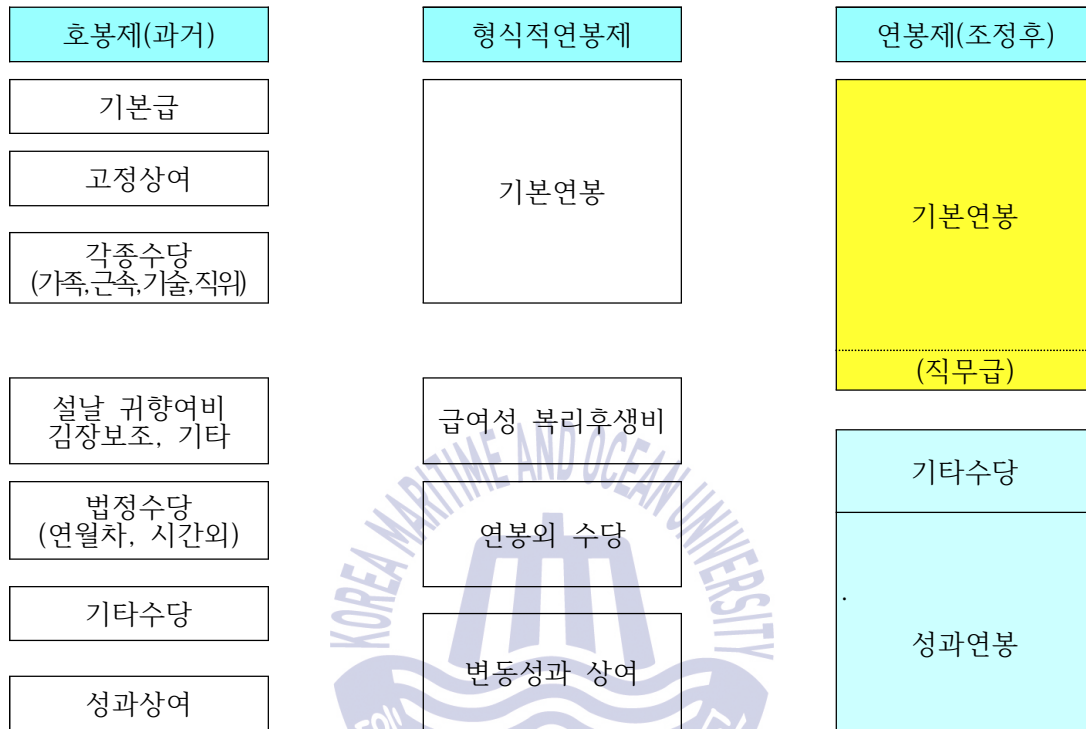 호봉제(과거)
형식적연봉제
연봉제(조정후)
기본급
고정상여
각종수당
(가족,근속,기술,직위)
기본연봉
기본연봉
(직무급)
설날 귀향여비
김장보조, 기타
급여성 복리후생비
기타수당
법정수당
(연월차, 시간외)
연봉외 수당
기타수당
변동성과 상여
.
성과연봉
성과상여
KOREA MARITIME AND OCEAN UNIVERSITY